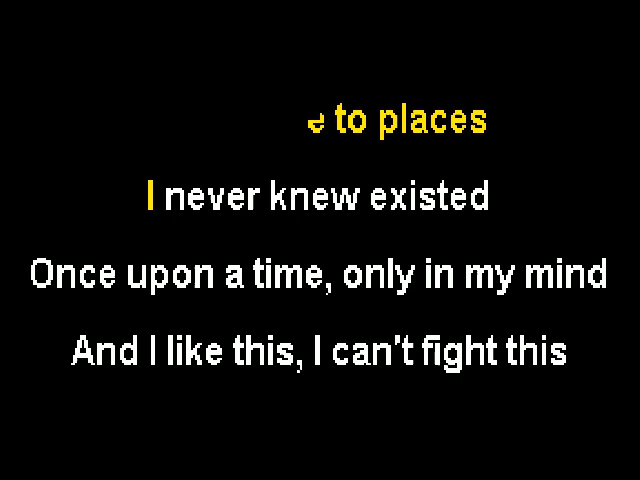 to places
I never knew existed
Once upon a time, only in my mind
And I like this, I can't fight this